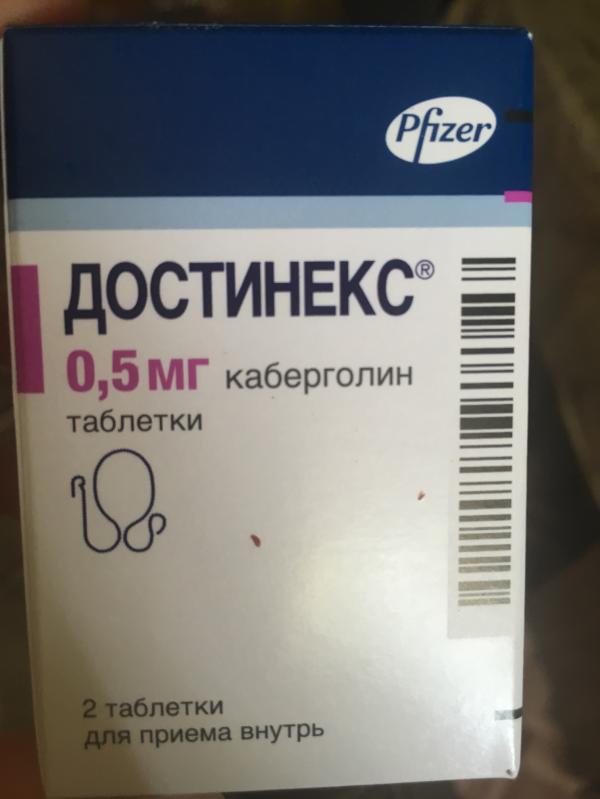 Pfizer
ДОСТИНЕКС®
0,5 мг каберголин
таблетки
2 таблетки
для приема внутрь